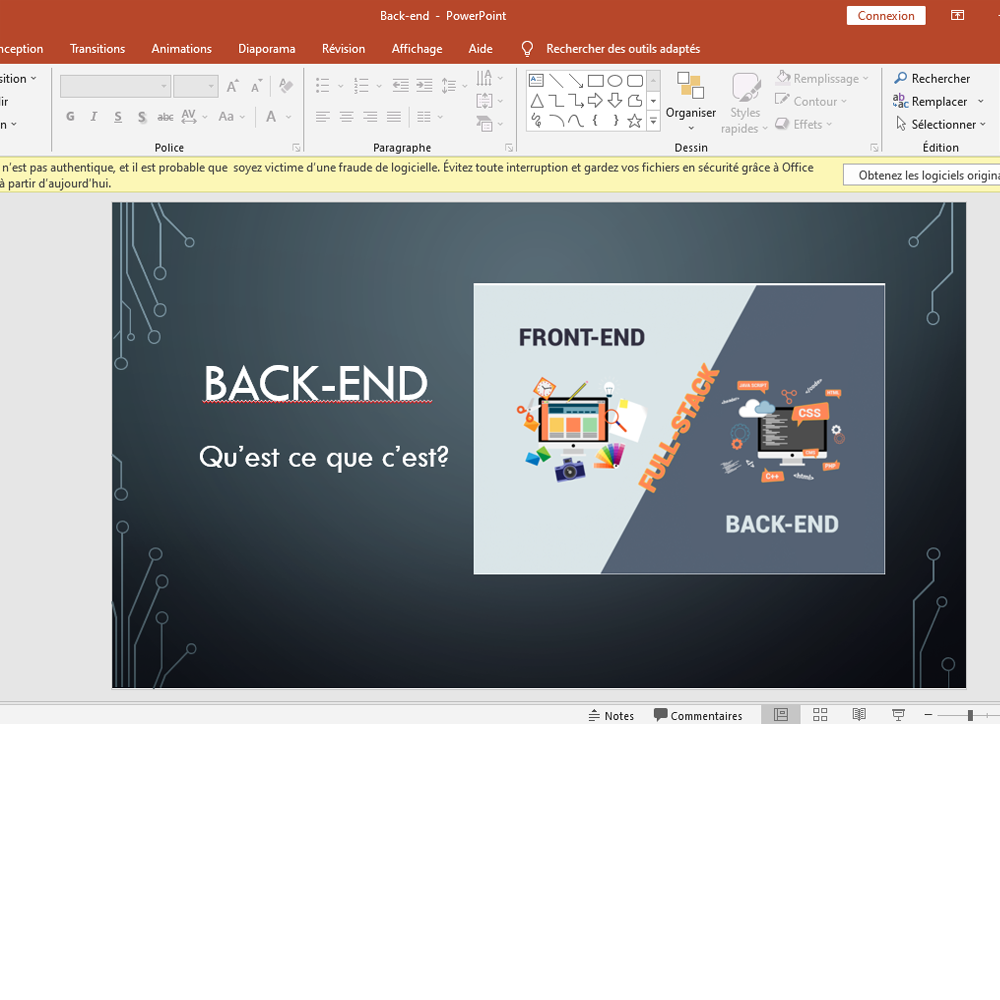 Back-end - PowerPoint
Connexion
nception Transitions Animations Diaporama Révision Affichage Aide Rechercher des outils adaptés
sition
ir
n
G I S S abc AV Aa A
Police
Paragraphe
Organiser
Styles
rapides
Remplissage
Contour
Effets
Dessin
Rechercher
Remplacer
Sélectionner
Édition
n'est pas authentique, et il est probable que soyez victime d'une fraude de logicielle. Évitez toute interruption et gardez vos fichiers en sécurité grâce à Office
à partir d'aujourd'hui.
Obtenez les logiciels origina
BACK-END
Qu'est ce que c'est?
FRONT-END
FULL-STACK
JAVA SCRIPT
HTML
CSS
C++
PHP
BACK-END
Notes Commentaires